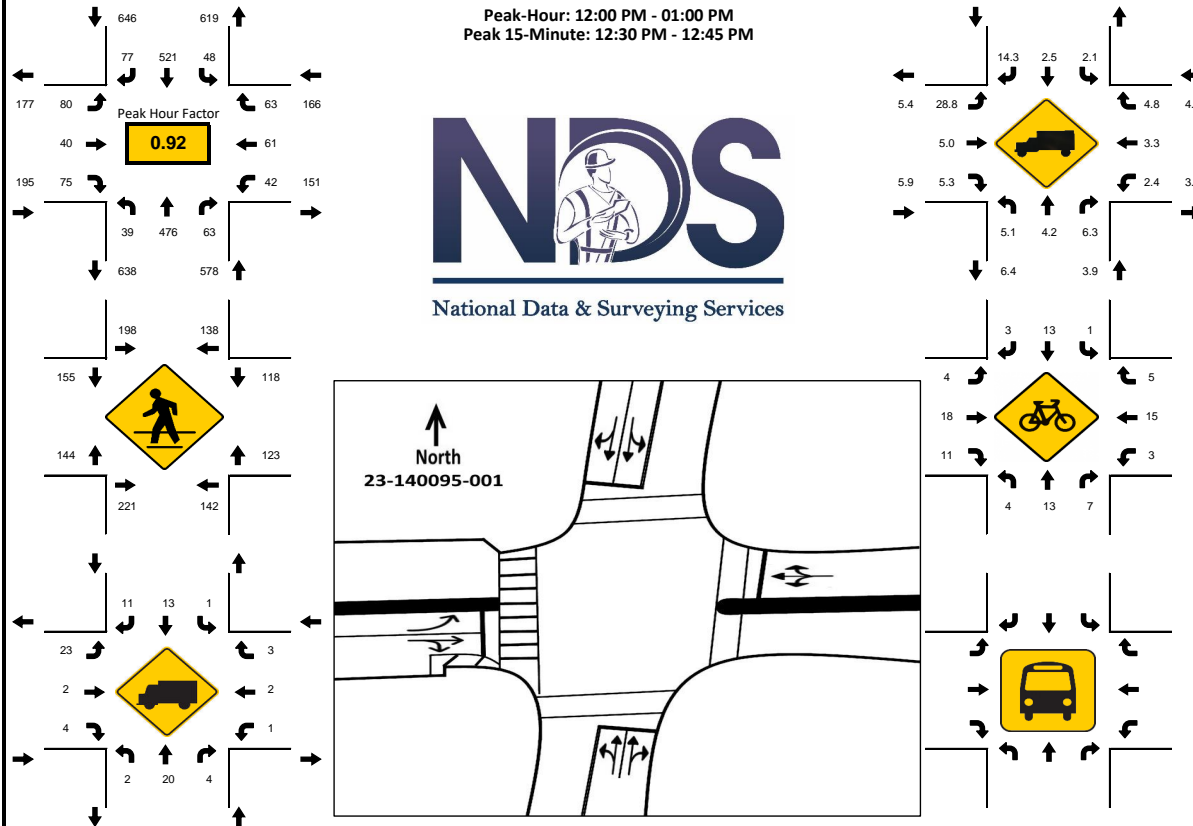 Peak-Hour: 12:00 PM - 01:00 PM
Peak 15-Minute: 12:30 PM - 12:45 PM
646 619
77 521 48
177 80 63 166
Peak Hour Factor
40 0.92 61
195 75 42 151
39 476 63
638 578
14.3 2.5 2.1
5.4 28.8 4.8 4.
5.0 3.3
5.9 5.3 2.4 3.
5.1 4.2 6.3
6.4 3.9
NDS
National Data & Surveying Services
198 138
155 118
144 123
221 142
3 13 1
4 5
18 15
11 3
4 13 7
North
23-140095-001
11 13 1
23 3
2 2
4 1
2 20 4